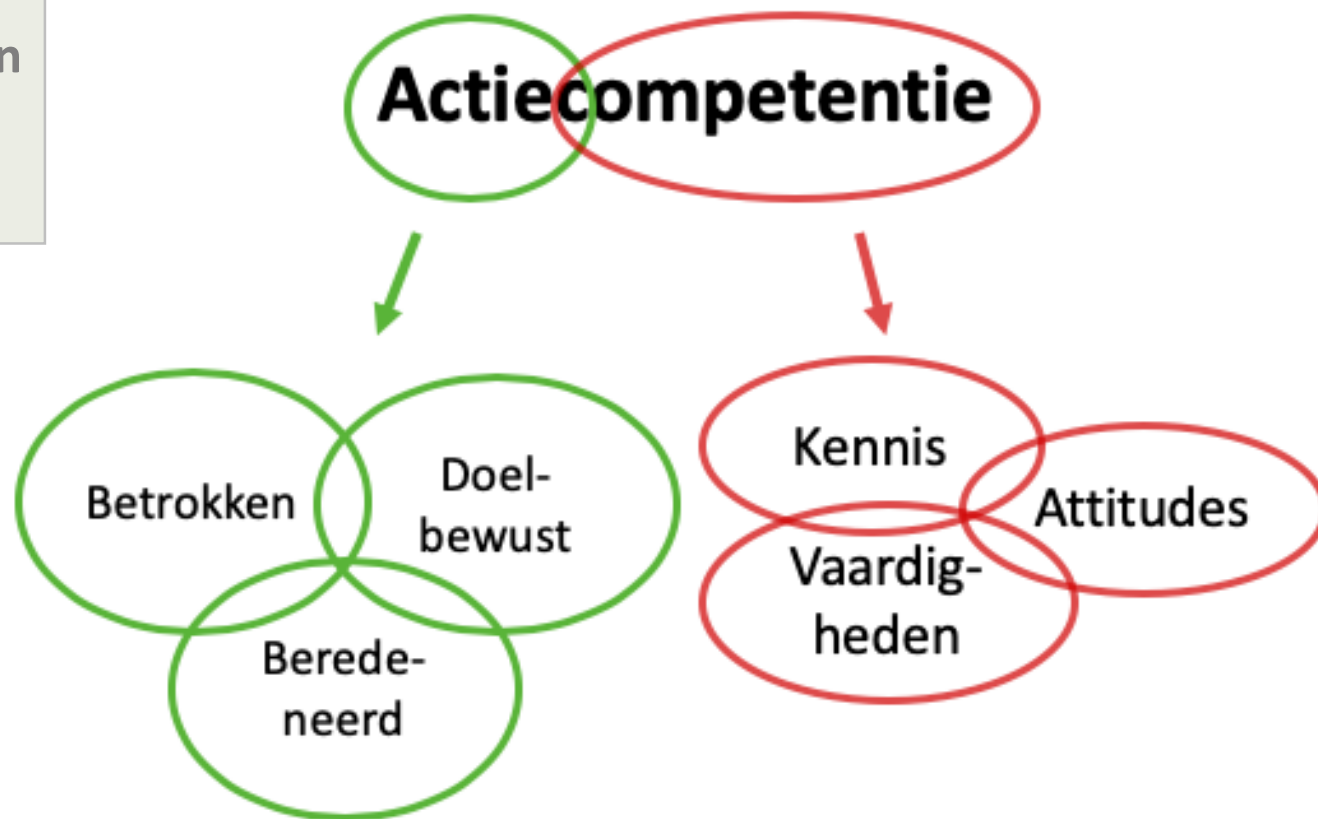 n
Actiecompetentie
Betrokken
Doel-
bewust
Berede-
neerd
Kennis
Attitudes
Vaardig-
heden